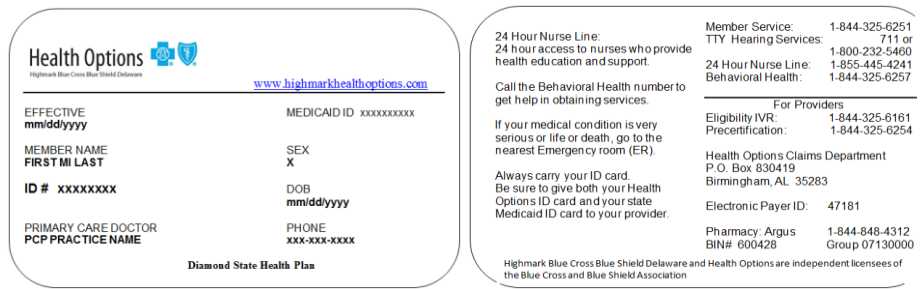 Health Options
Highmark Blue Cross Blue Shield Delaware
www.highmarkhealthoptions.com
EFFECTIVE MEDICAID ID xxxxxxxxxx
mm/dd/yyyy
MEMBER NAME SEX
FIRST MI LAST X
ID # xxxxxxxx DOB
mm/dd/yyyy
PRIMARY CARE DOCTOR PHONE
PCP PRACTICE NAME xxx-xxx-xxxx
Diamond State Health Plan
24 Hour Nurse Line:
24 hour access to nurses who provide
health education and support.
Call the Behavioral Health number to
get help in obtaining services.
If your medical condition is very
serious or life or death, go to the
nearest Emergency room (ER).
Always carry your ID card.
Be sure to give both your Health
Options ID card and your state
Medicaid ID card to your provider.
Member Service: 1-844-325-6251
TTY Hearing Services: 711 or
1-800-232-5460
24 Hour Nurse Line: 1-855-445-4241
Behavioral Health: 1-844-325-6257
For Providers
Eligibility IVR: 1-844-325-6161
Precertification: 1-844-325-6254
Health Options Claims Department
P.O. Box 830419
Birmingham, AL 35283
Electronic Payer ID: 47181
Pharmacy: Argus 1-844-848-4312
BIN# 600428 Group 07130000
Highmark Blue Cross Blue Shield Delaware and Health Options are independent licensees of
the Blue Cross and Blue Shield Association